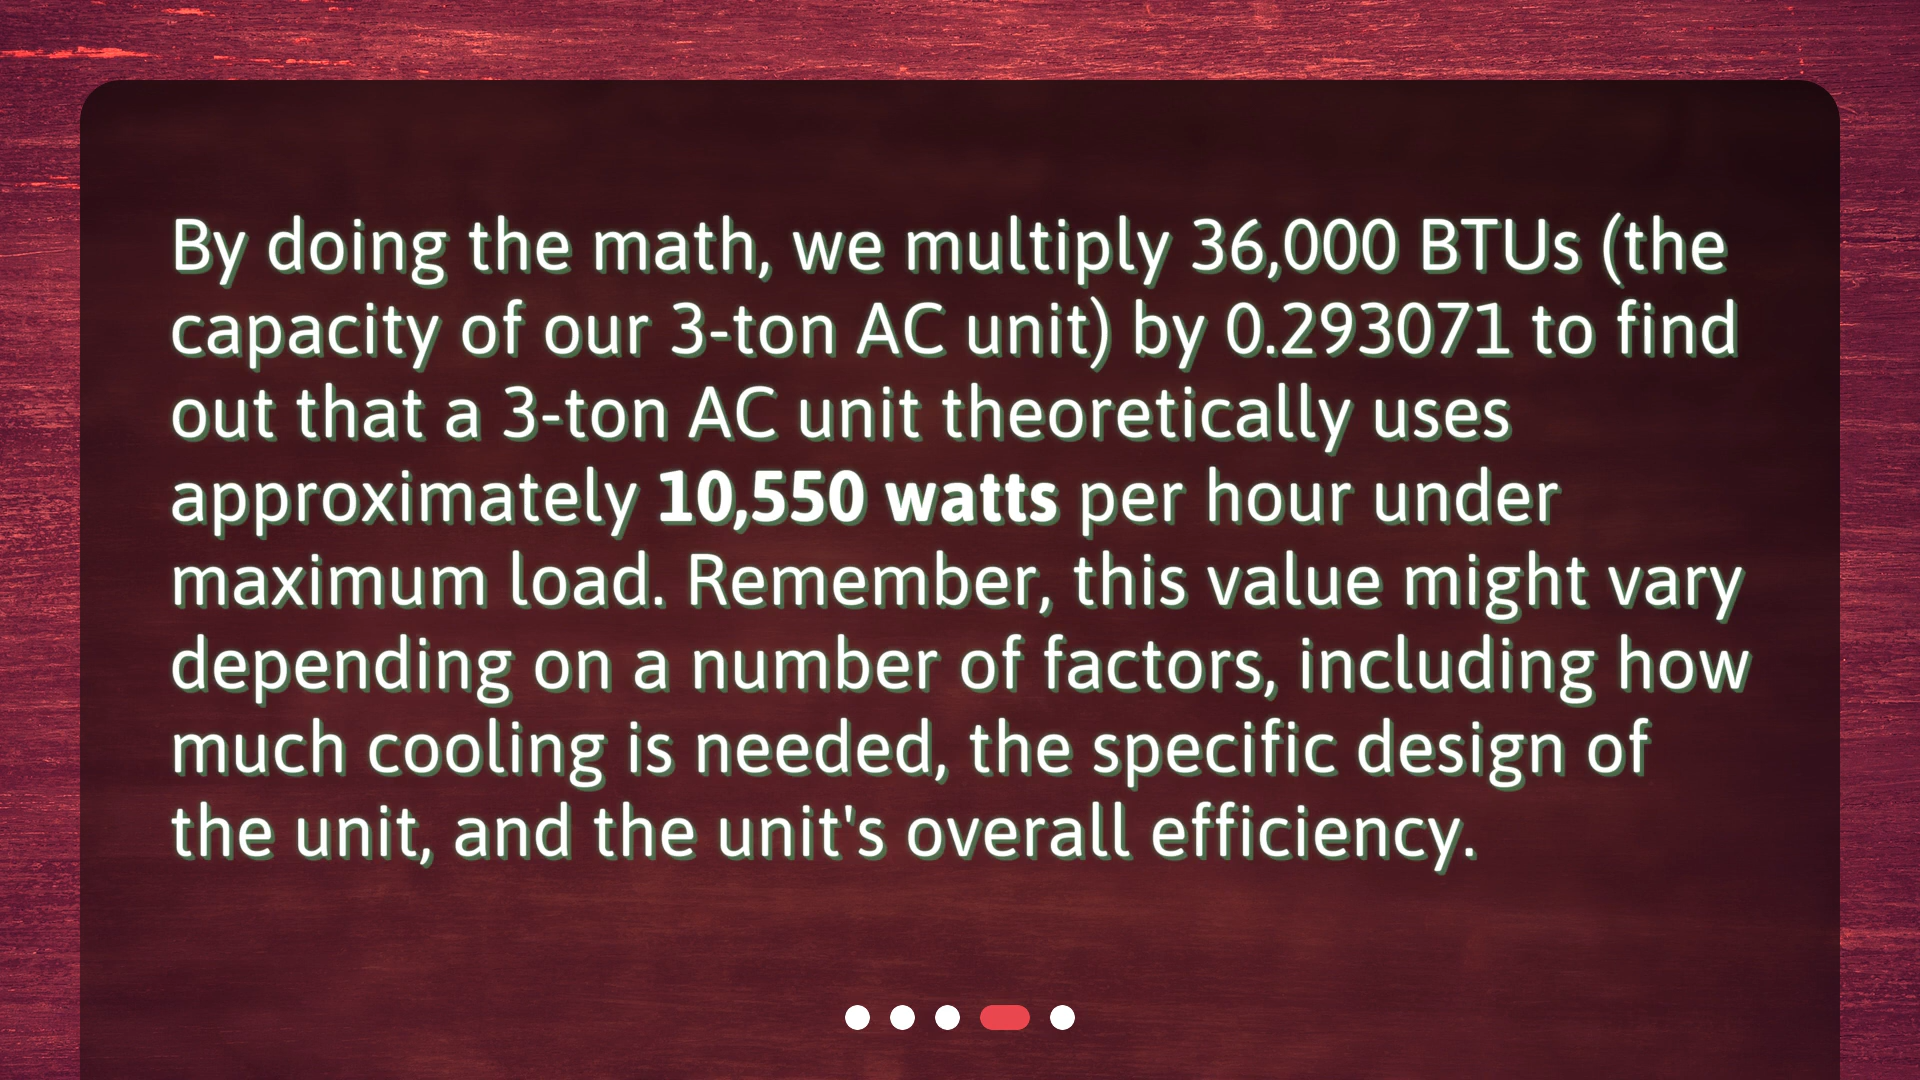 By doing the math, we multiply 36,000 BTUs (the
capacity of our 3-ton AC unit) by 0.293071 to find
out that a 3-ton AC unit theoretically uses
approximately 10,550 watts per hour under
maximum load. Remember, this value might vary
depending on a number of factors, including how
much cooling is needed, the specific design of
the unit, and the unit's overall efficiency.